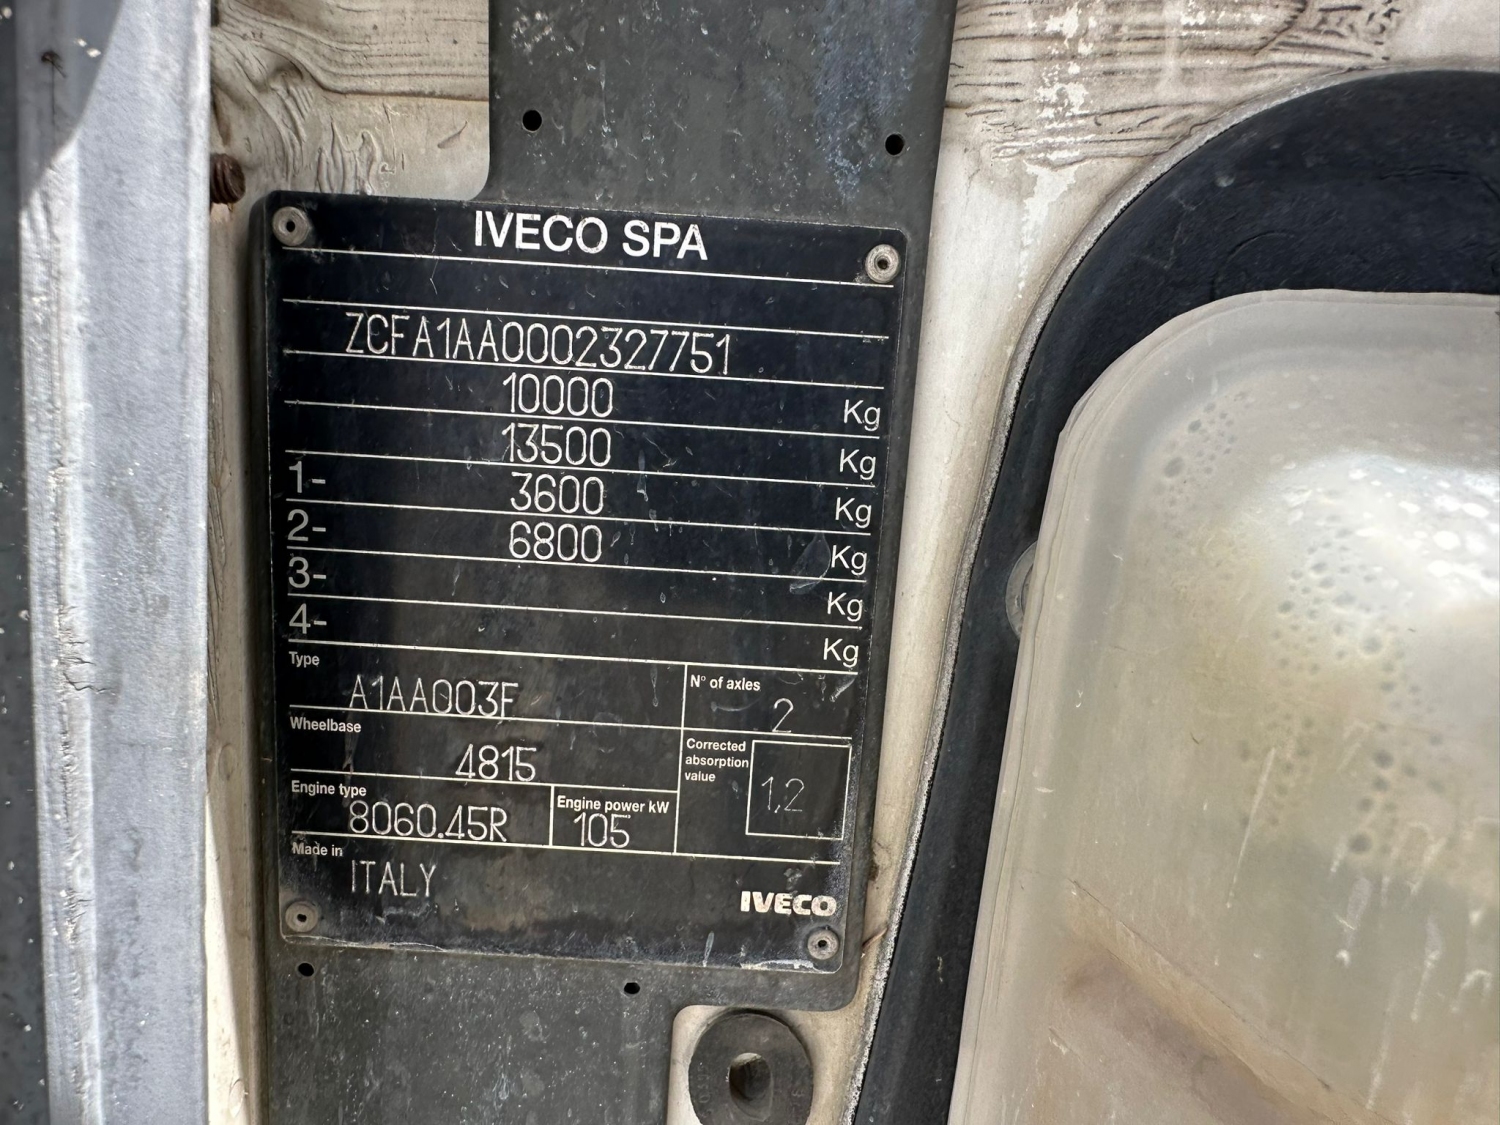 IVECO SPA
ZCFA1AA0002327751
10000 Kg
13500 Kg
1- 3600 Kg
2- 6800 Kg
3- Kg
4- Kg
Type
A1AA003F
N° of axles
2
Wheelbase
4815
Corrected
absorption
value
1,2
Engine type
8060.45R
Engine power kW
105
Made in
ITALY
IVECO